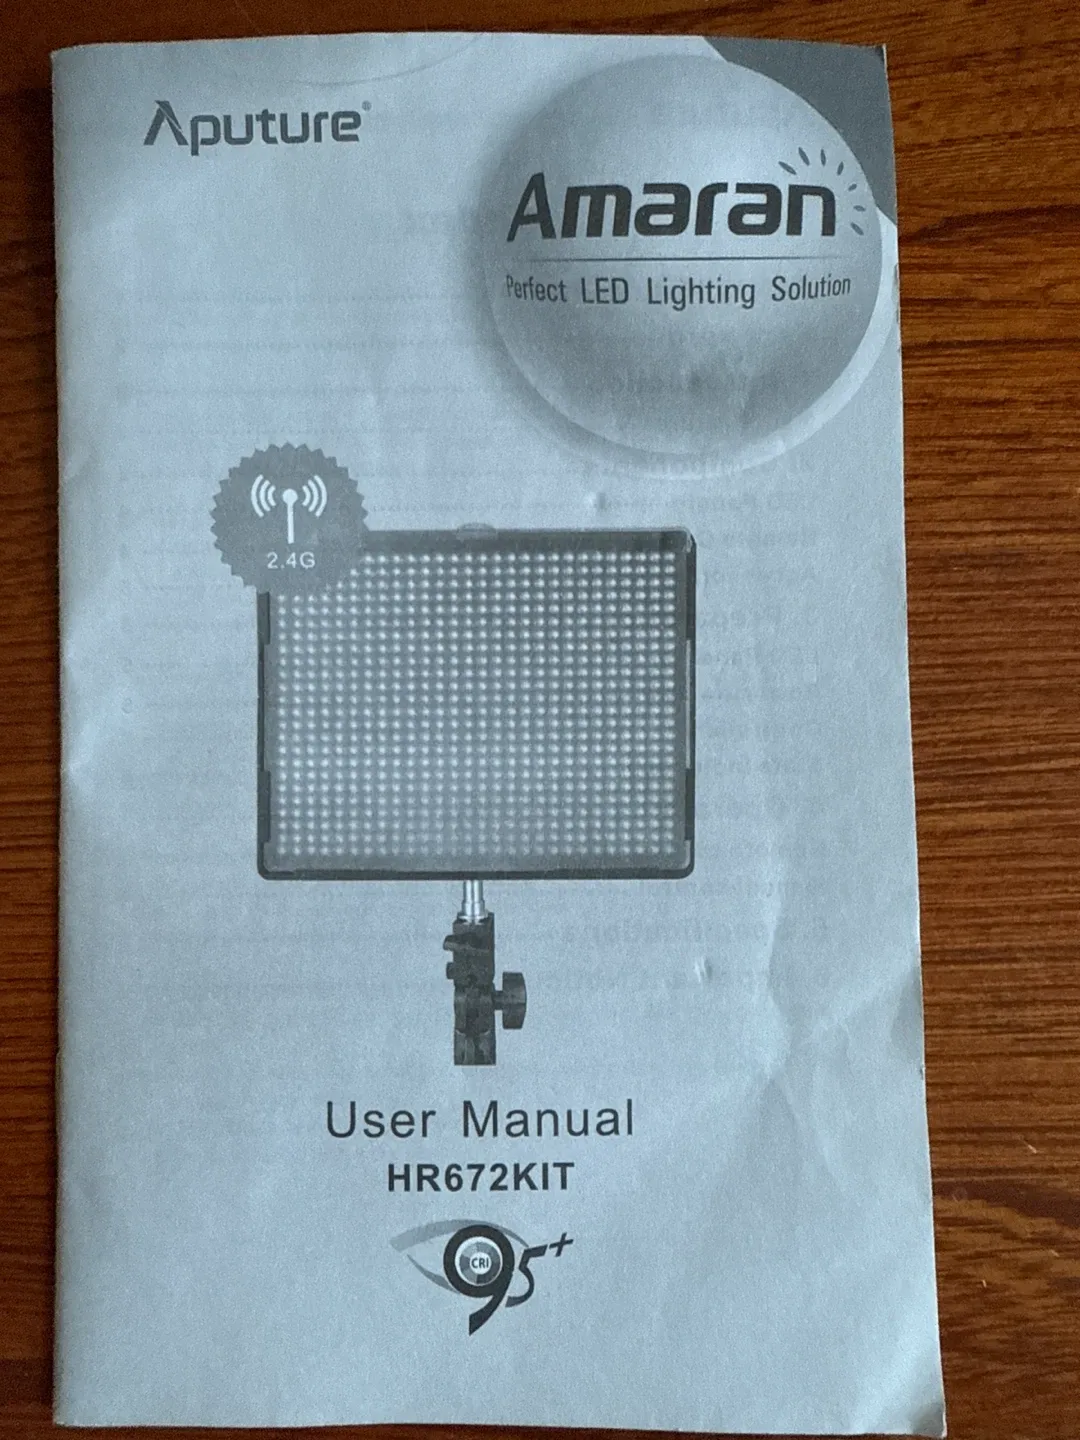 Aputure®
Amaran
Perfect LED Lighting Solution
2.4G
User Manual
HR672KIT
CRI
95+